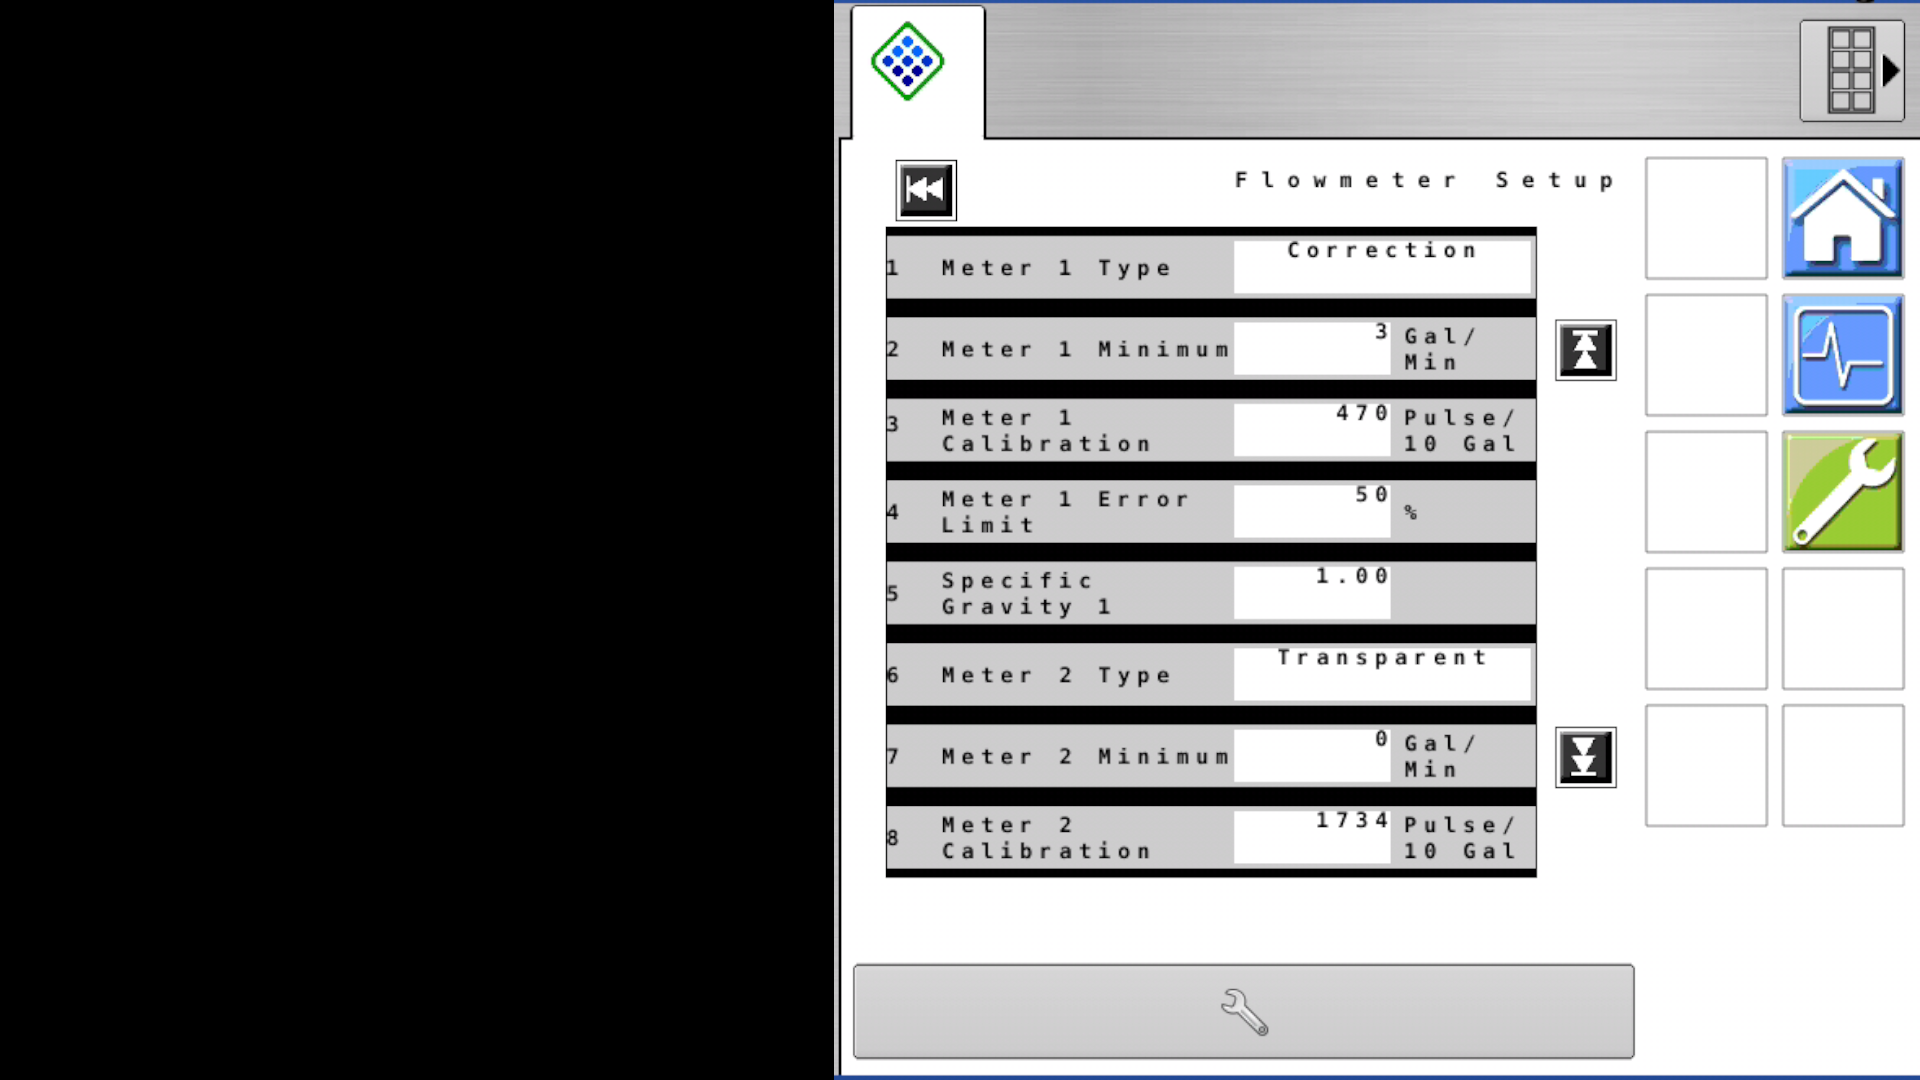 Flowmeter Setup
1 Meter 1 Type Correction
2 Meter 1 Minimum 3 Gal/
Min
3 Meter 1
Calibration 470 Pulse/
10 Gal
4 Meter 1 Error
Limit 50 %
5 Specific
Gravity 1 1.00
6 Meter 2 Type Transparent
7 Meter 2 Minimum 0 Gal/
Min
8 Meter 2
Calibration 1734 Pulse/
10 Gal